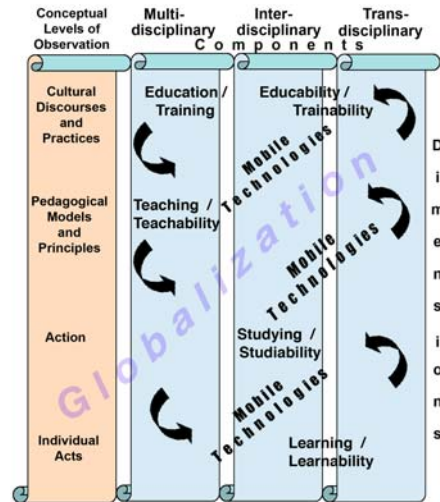 Conceptual
Levels of
Observation
Multi-
disciplinary
Inter-
disciplinary
Trans-
disciplinary
Components
Cultural
Discourses
and
Practices
Education /
Training
Educability /
Trainability
Mobile
Technologies
Pedagogical
Models
and
Principles
Teaching /
Teachability
Mobile
Technologies
Action
Studying /
Studiability
Mobile
Technologies
Individual
Acts
Learning /
Learnability
Globalization
Dimensions